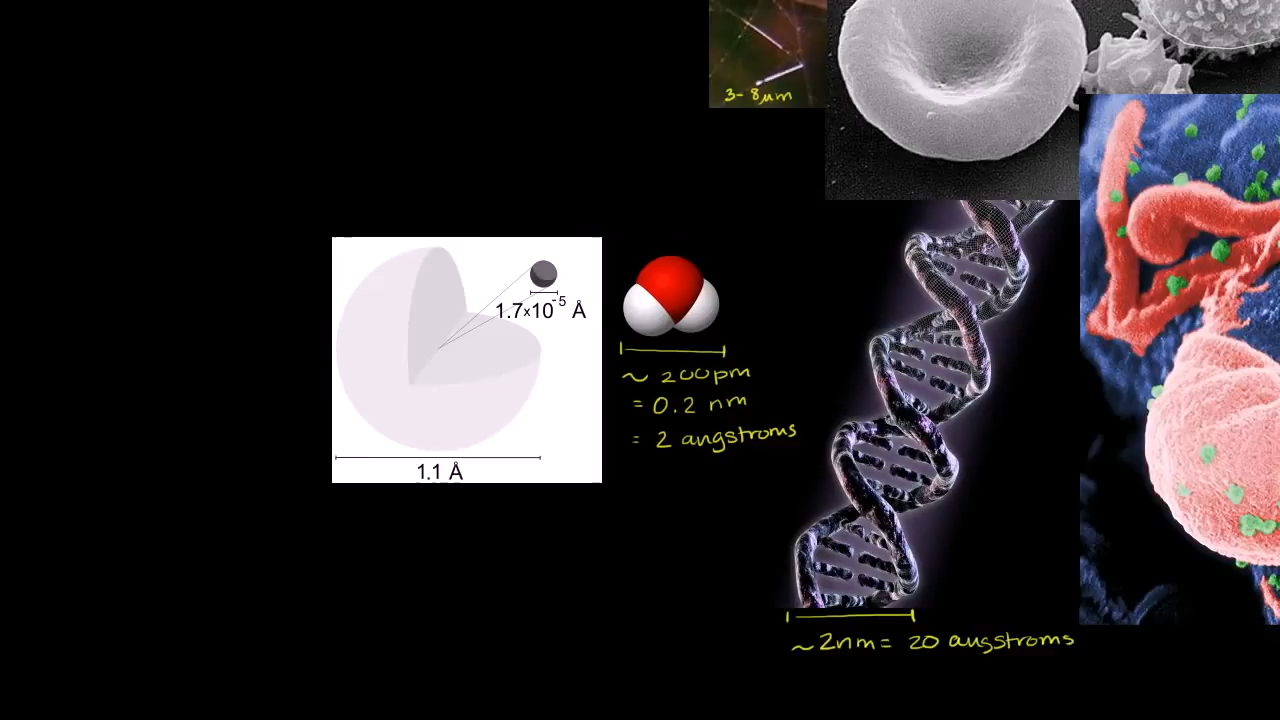 3-8μm
1.7×10⁻⁵ Å
1.1 Å
~ 200pm
= 0.2 nm
= 2 angstroms
~2nm = 20 angstroms